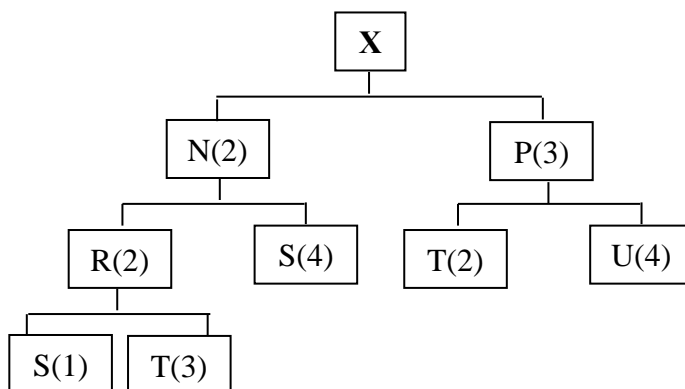 X
N(2) P(3)
R(2) S(4) T(2) U(4)
S(1) T(3)